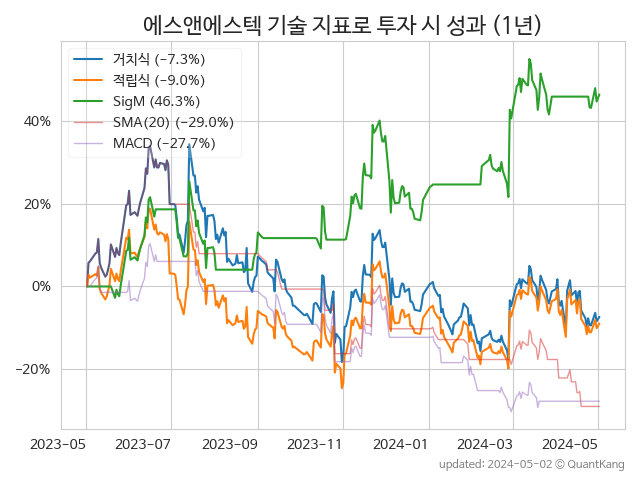 에스앤에스텍 기술 지표로 투자 시 성과 (1년)
거치식 (−7.3%)
적립식 (−9.0%)
SigM (46.3%)
SMA(20) (−29.0%)
MACD (−27.7%)
40%
20%
0%
−20%
2023-05 2023-07 2023-09 2023-11 2024-01 2024-03 2024-05
updated: 2024-05-02 © QuantKang